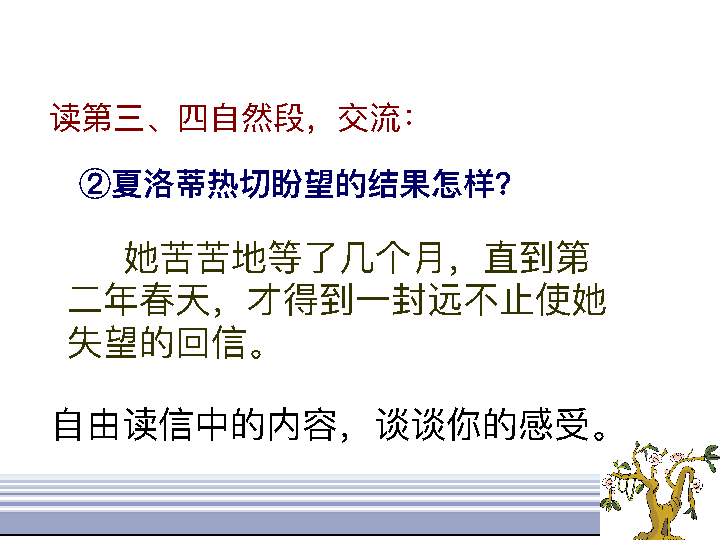 读第三、四自然段，交流：
②夏洛蒂热切盼望的结果怎样？
她苦苦地等了几个月，直到第
二年春天，才得到一封远不止使她
失望的回信。
自由读信中的内容，谈谈你的感受。